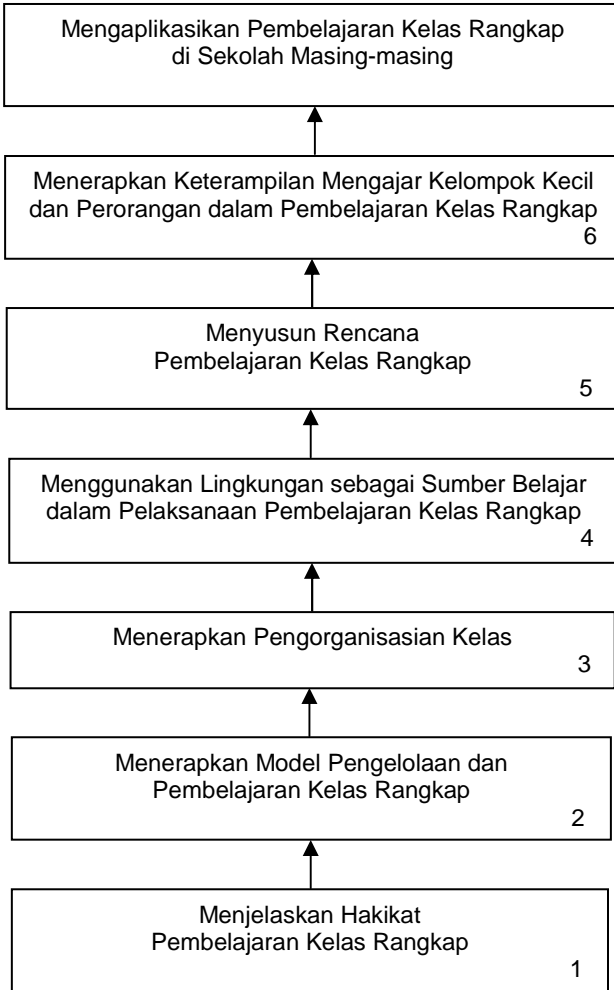 Mengaplikasikan Pembelajaran Kelas Rangkap
di Sekolah Masing-masing
Menerapkan Keterampilan Mengajar Kelompok Kecil
dan Perorangan dalam Pembelajaran Kelas Rangkap
6
Menyusun Rencana
Pembelajaran Kelas Rangkap
5
Menggunakan Lingkungan sebagai Sumber Belajar
dalam Pelaksanaan Pembelajaran Kelas Rangkap
4
Menerapkan Pengorganisasian Kelas
3
Menerapkan Model Pengelolaan dan
Pembelajaran Kelas Rangkap
2
Menjelaskan Hakikat
Pembelajaran Kelas Rangkap
1